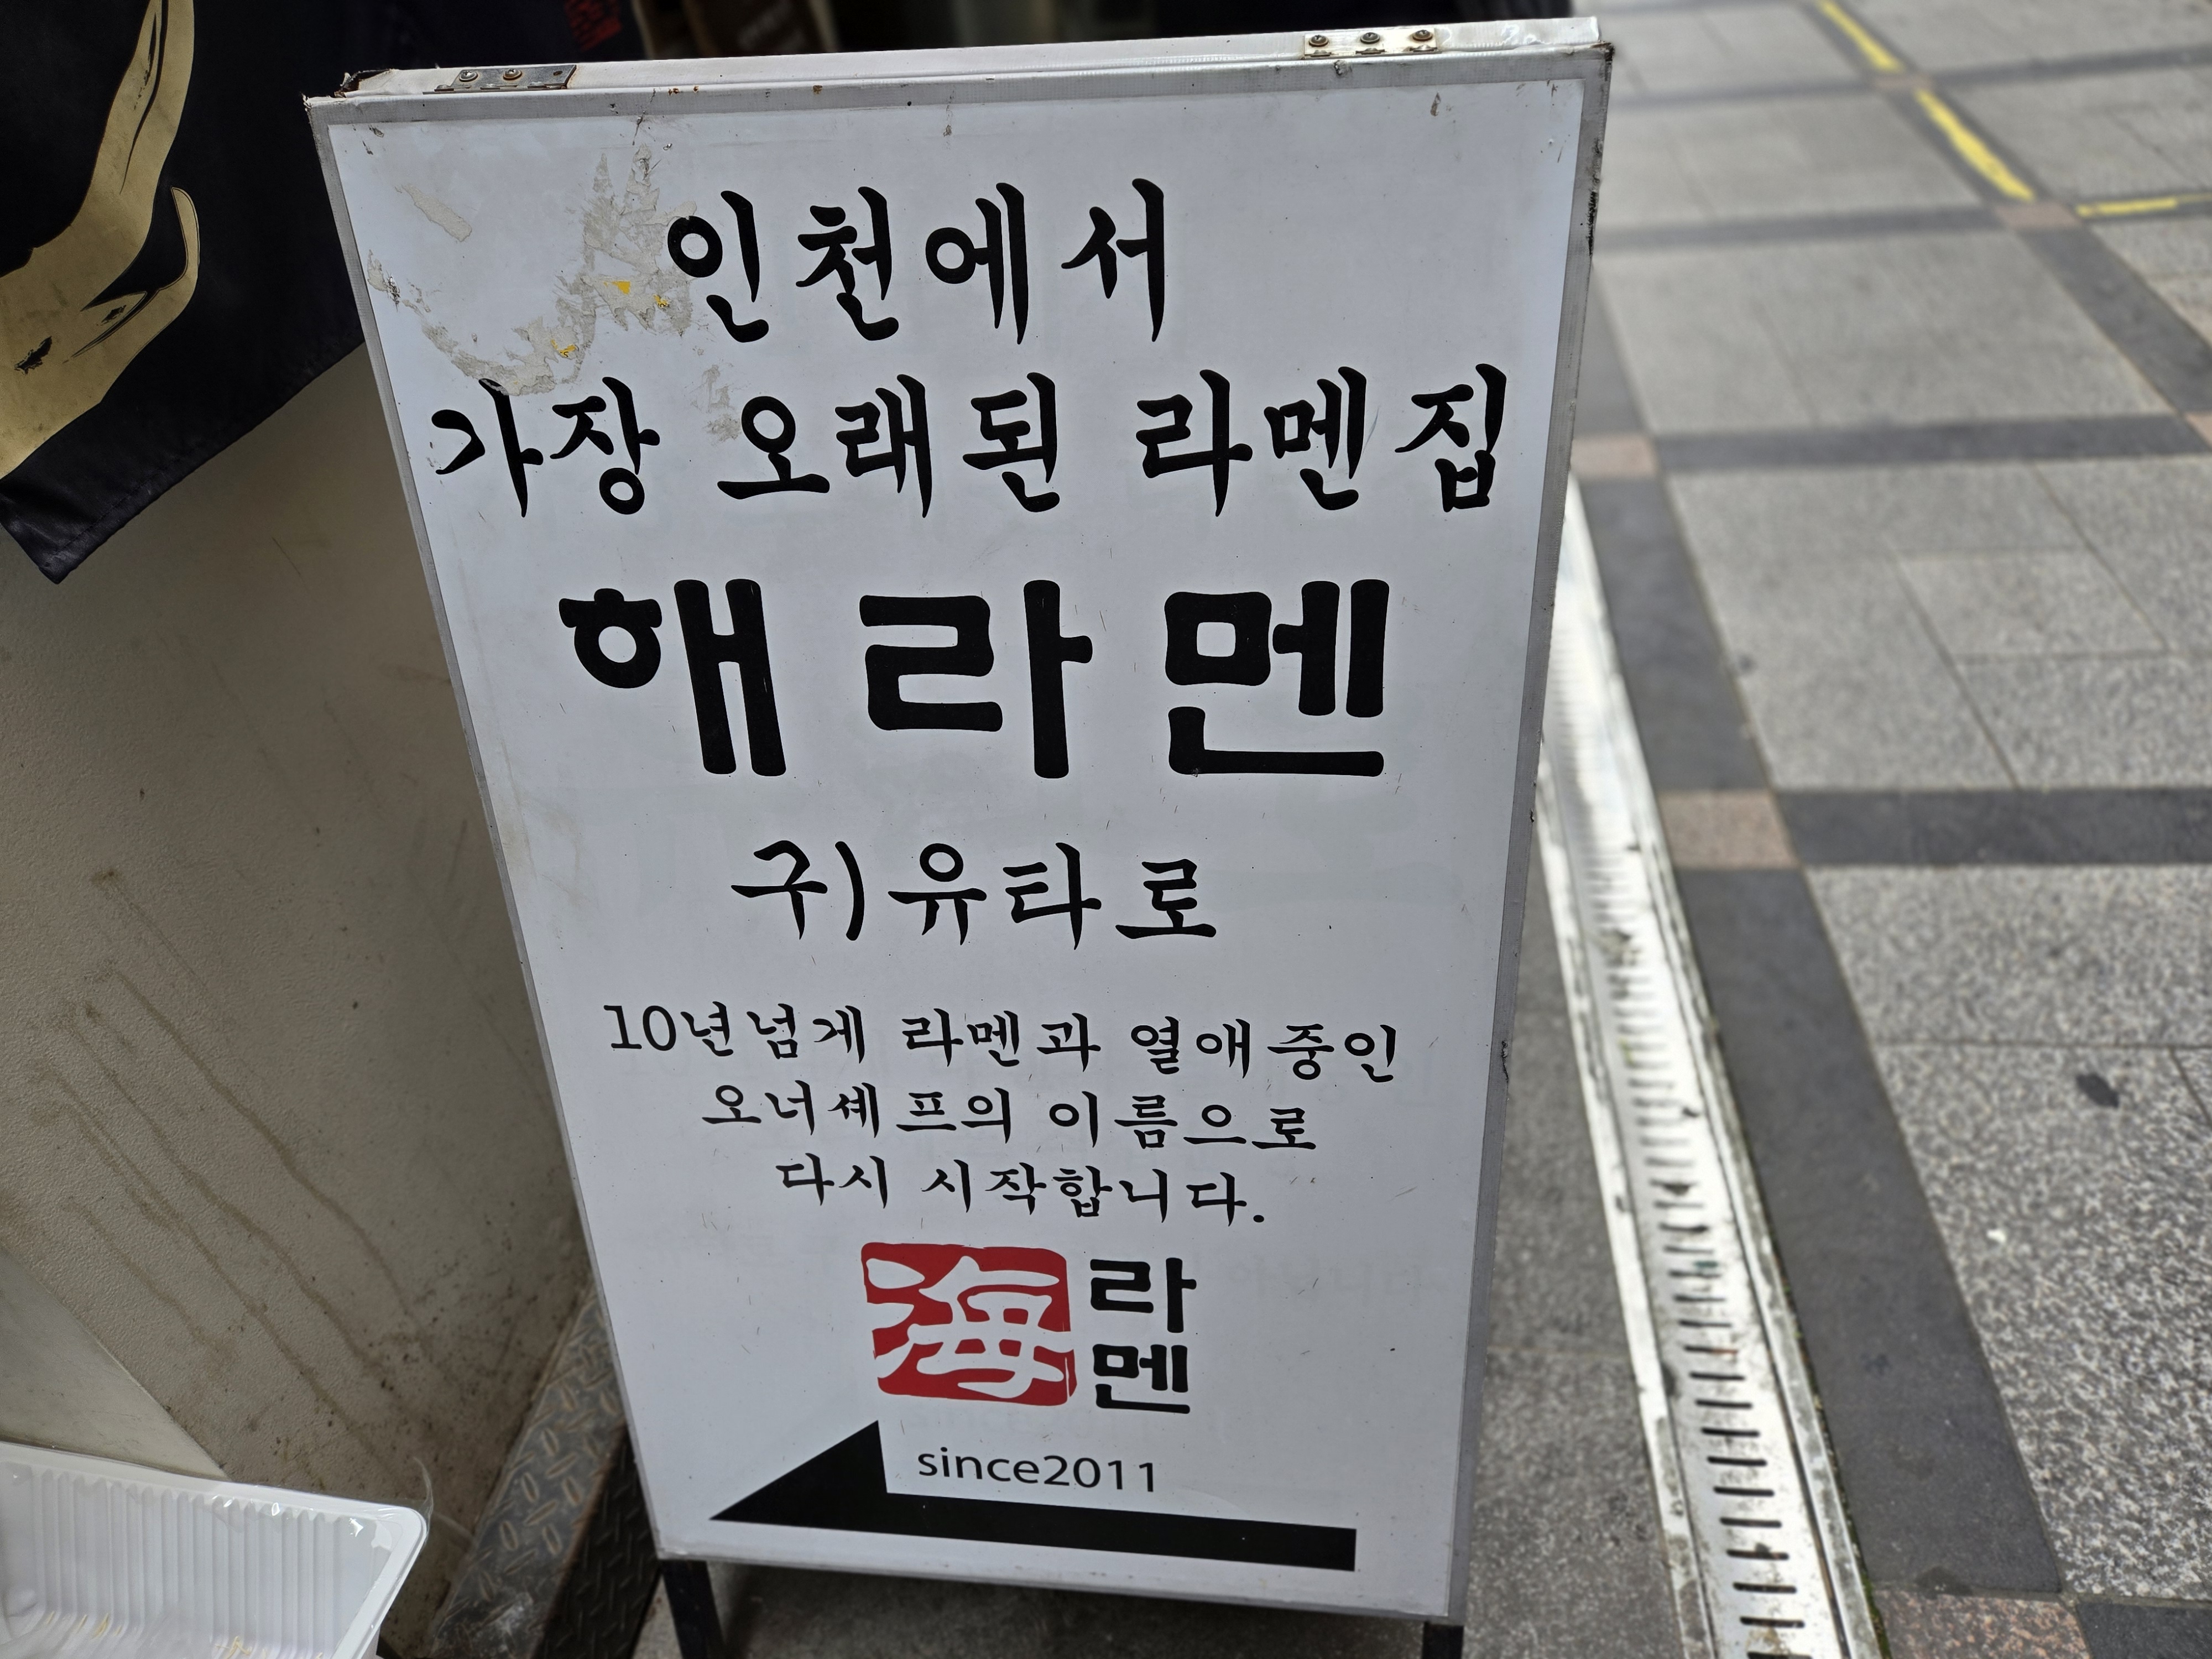 인천에서
가장 오래된 라멘집
해라멘
구)유타로
10년넘게 라멘과 열애중인
오너셰프의 이름으로
다시 시작합니다.
海 라멘
since2011